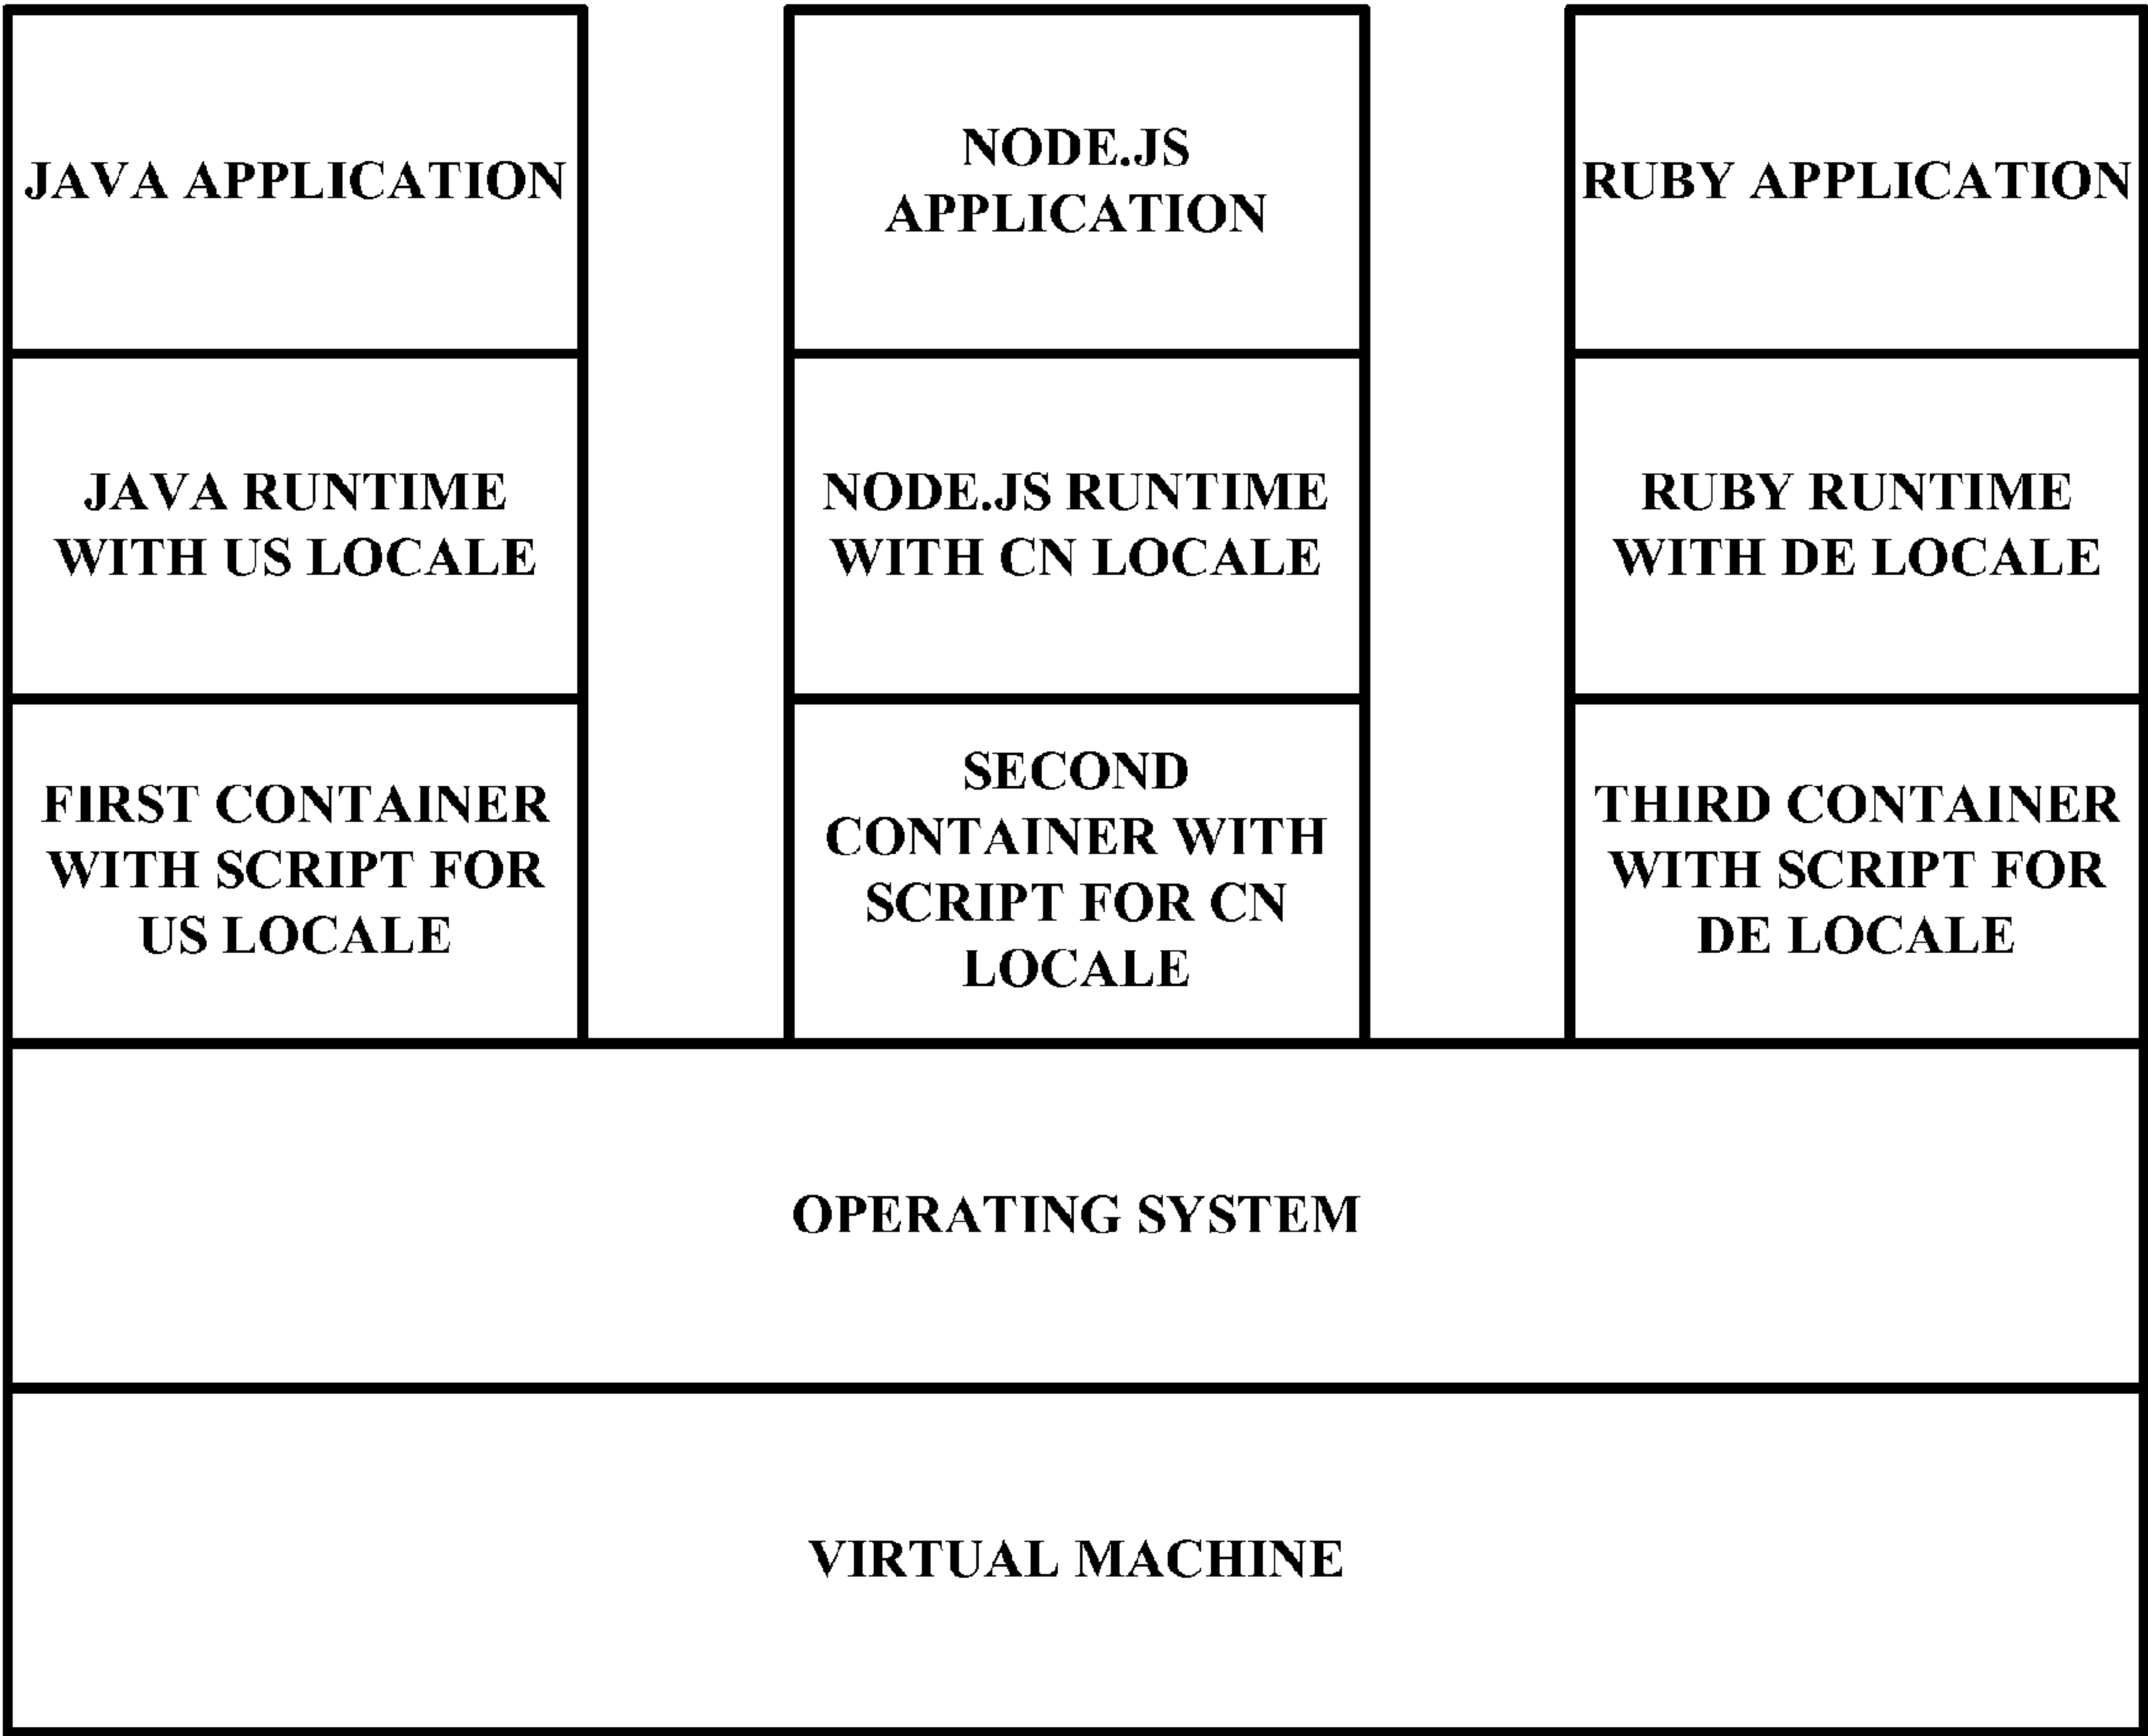 JAVA APPLICATION
NODE.JS
APPLICATION
RUBY APPLICATION
JAVA RUNTIME
WITH US LOCALE
NODE.JS RUNTIME
WITH CN LOCALE
RUBY RUNTIME
WITH DE LOCALE
FIRST CONTAINER
WITH SCRIPT FOR
US LOCALE
SECOND
CONTAINER WITH
SCRIPT FOR CN
LOCALE
THIRD CONTAINER
WITH SCRIPT FOR
DE LOCALE
OPERATING SYSTEM
VIRTUAL MACHINE